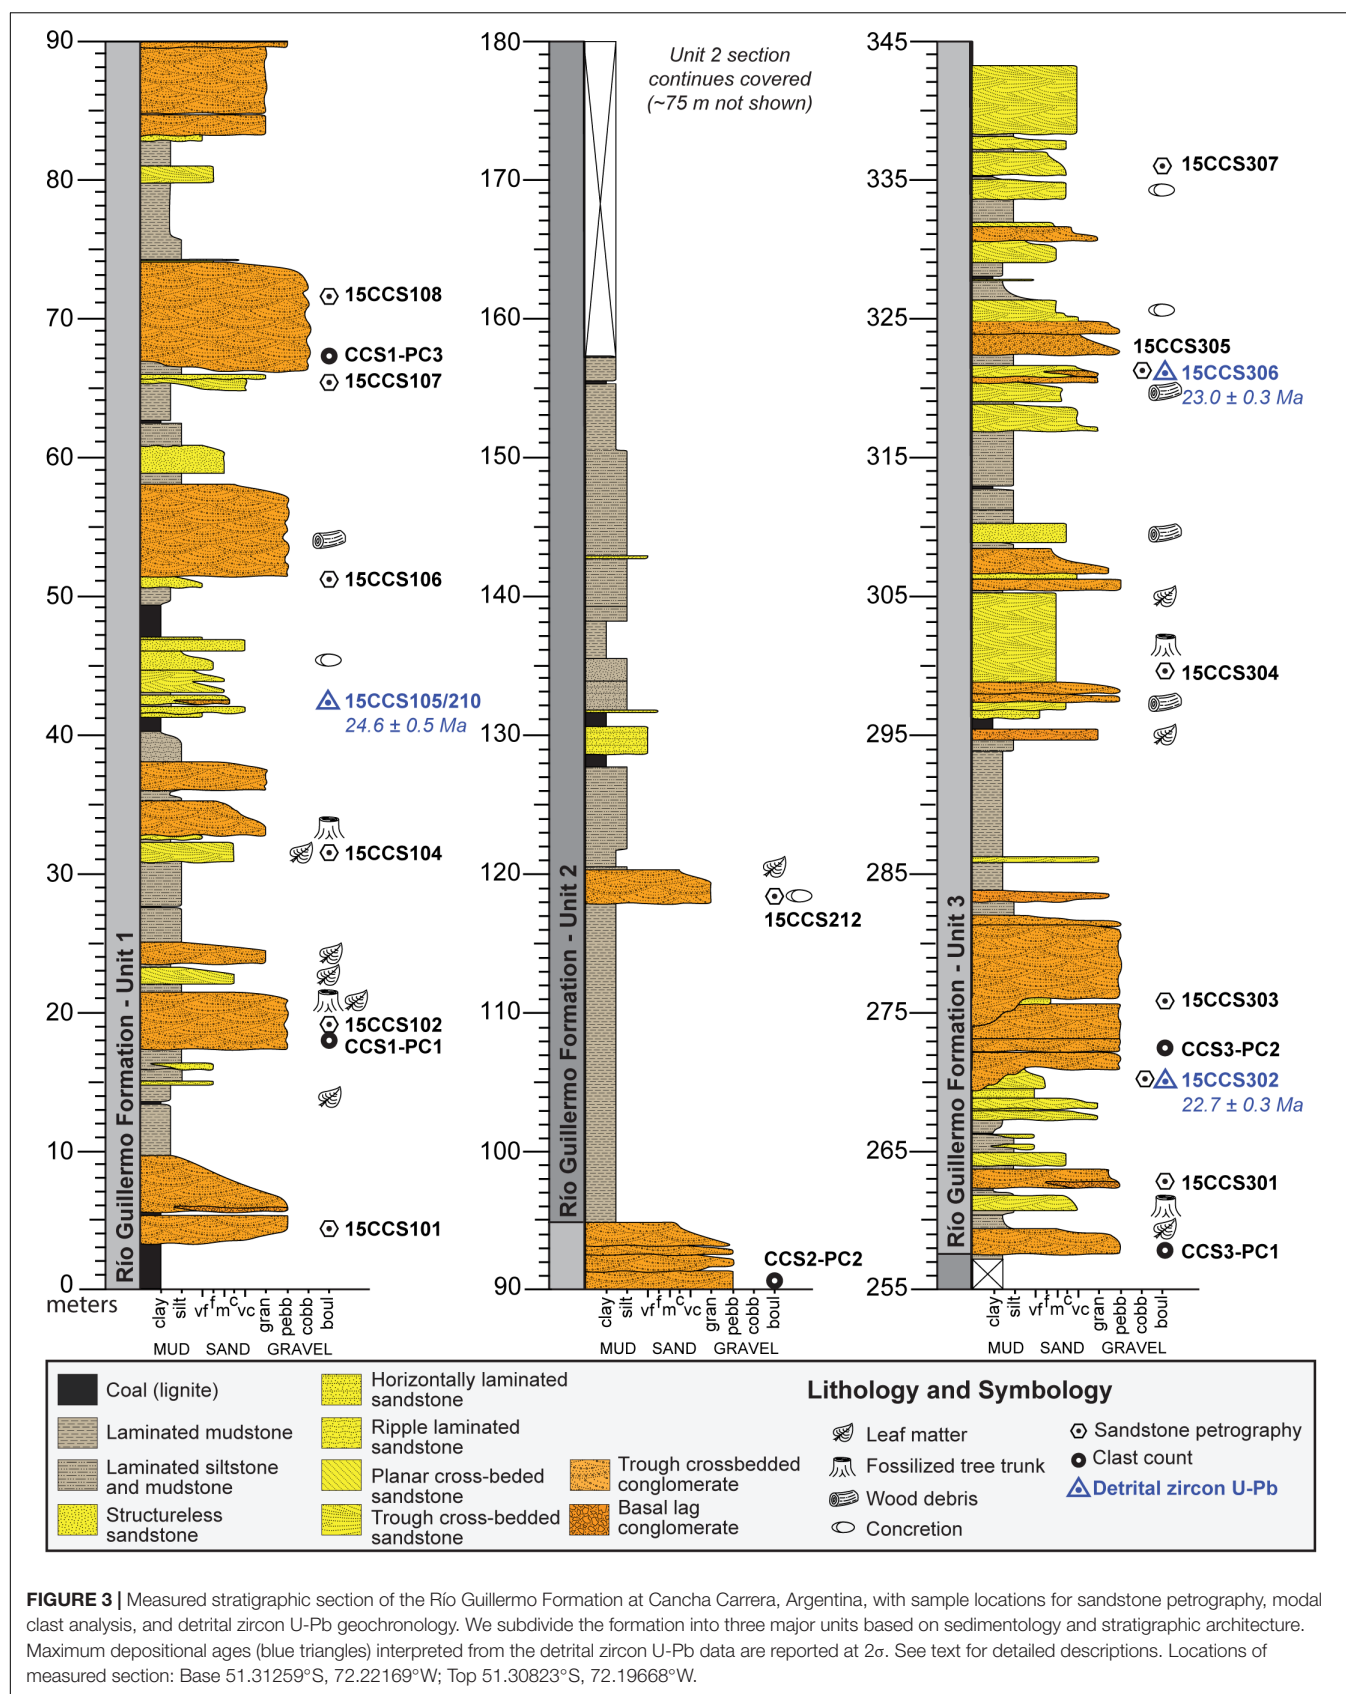 90
80
70
60
50
40
30
20
10
0
meters
Río Guillermo Formation - Unit 1
15CCS108
CCS1-PC3
15CCS107
15CCS106
15CCS105/210
24.6 ± 0.5 Ma
15CCS104
15CCS102
CCS1-PC1
15CCS101
clay
silt
vf
f
m
c
vc
gran
pebb
cobb
boul
MUD SAND GRAVEL
180
170
160
150
140
130
120
110
100
90
Río Guillermo Formation - Unit 2
Unit 2 section
continues covered
(~75 m not shown)
15CCS212
CCS2-PC2
clay
silt
vf
f
m
c
vc
gran
pebb
cobb
boul
MUD SAND GRAVEL
345
335
325
315
305
295
285
275
265
255
Río Guillermo Formation - Unit 3
15CCS307
15CCS305
15CCS306
23.0 ± 0.3 Ma
15CCS304
15CCS303
CCS3-PC2
15CCS302
22.7 ± 0.3 Ma
15CCS301
CCS3-PC1
clay
silt
vf
f
m
c
vc
gran
pebb
cobb
boul
MUD SAND GRAVEL
Coal (lignite)
Laminated mudstone
Laminated siltstone
and mudstone
Structureless
sandstone
Horizontally laminated
sandstone
Ripple laminated
sandstone
Planar cross-beded
sandstone
Trough cross-bedded
sandstone
Trough crossbedded
conglomerate
Basal lag
conglomerate
Lithology and Symbology
Leaf matter
Fossilized tree trunk
Wood debris
Concretion
Sandstone petrography
Clast count
Detrital zircon U-Pb
FIGURE 3 | Measured stratigraphic section of the Río Guillermo Formation at Cancha Carrera, Argentina, with sample locations for sandstone petrography, modal
clast analysis, and detrital zircon U-Pb geochronology. We subdivide the formation into three major units based on sedimentology and stratigraphic architecture.
Maximum depositional ages (blue triangles) interpreted from the detrital zircon U-Pb data are reported at 2σ. See text for detailed descriptions. Locations of
measured section: Base 51.31259°S, 72.22169°W; Top 51.30823°S, 72.19668°W.